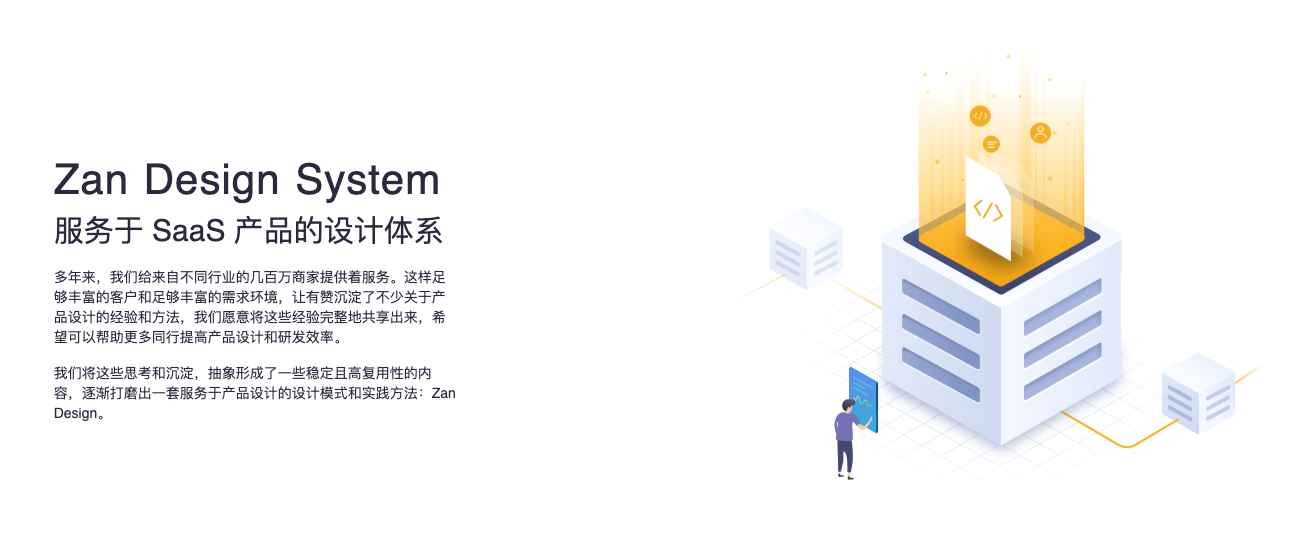 Zan Design System
服务于 SaaS 产品的设计体系
多年来，我们给来自不同行业的几百万商家提供着服务。这样足
够丰富的客户和足够丰富的需求环境，让有赞沉淀了不少关于产
品设计的经验和方法，我们愿意将这些经验完整地共享出来，希
望可以帮助更多同行提高产品设计和研发效率。
我们将这些思考和沉淀，抽象形成了一些稳定且高复用性的内
容，逐渐打磨出一套服务于产品设计的设计模式和实践方法：Zan
Design。